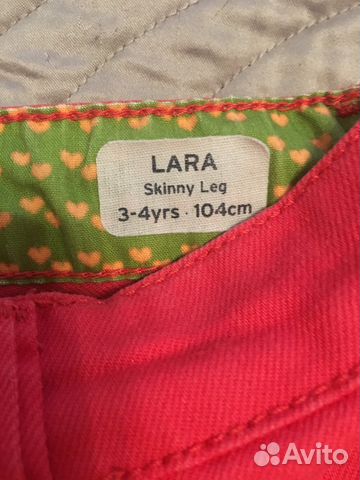 LARA
Skinny Leg
3-4yrs · 104cm
Avito